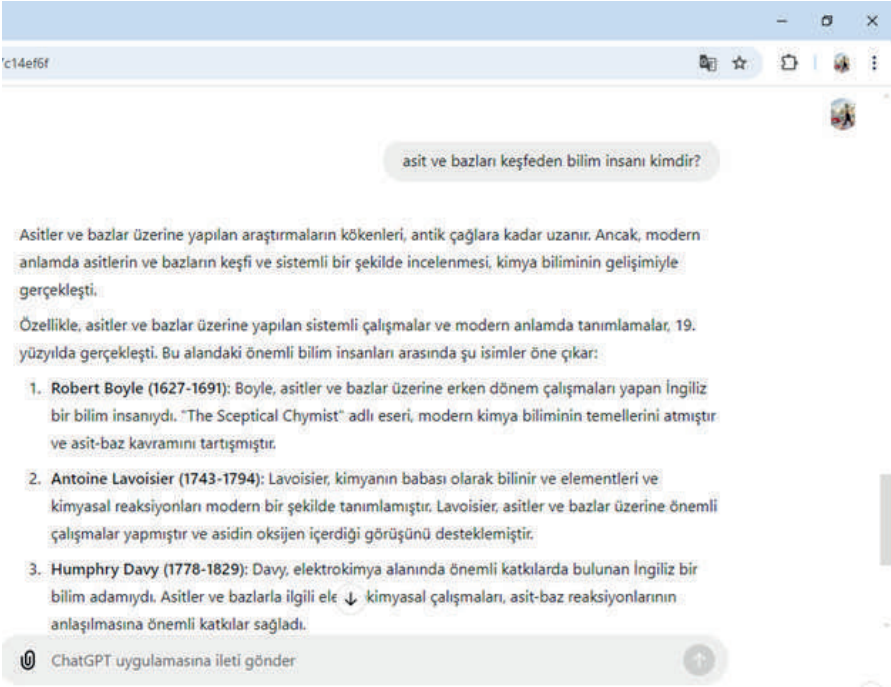 c14ef6f
asit ve bazları keşfeden bilim insanı kimdir?
Asitler ve bazlar üzerine yapılan araştırmaların kökenleri, antik çağlara kadar uzanır. Ancak, modern
anlamda asitlerin ve bazların keşfi ve sistemli bir şekilde incelenmesi, kimya biliminin gelişimiyle
gerçekleşti.
Özellikle, asitler ve bazlar üzerine yapılan sistemli çalışmalar ve modern anlamda tanımlamalar, 19.
yüzyılda gerçekleşti. Bu alandaki önemli bilim insanları arasında şu isimler öne çıkar:
1. Robert Boyle (1627-1691): Boyle, asitler ve bazlar üzerine erken dönem çalışmaları yapan İngiliz
bir bilim insanıydı. "The Sceptical Chymist" adlı eseri, modern kimya biliminin temellerini atmıştır
ve asit-baz kavramını tartışmıştır.
2. Antoine Lavoisier (1743-1794): Lavoisier, kimyanın babası olarak bilinir ve elementleri ve
kimyasal reaksiyonları modern bir şekilde tanımlamıştır. Lavoisier, asitler ve bazlar üzerine önemli
çalışmalar yapmıştır ve asidin oksijen içerdiği görüşünü desteklemiştir.
3. Humphry Davy (1778-1829): Davy, elektrokimya alanında önemli katkılarda bulunan İngiliz bir
bilim adamıydı. Asitler ve bazlarla ilgili ele kimyasal çalışmaları, asit-baz reaksiyonlarının
anlaşılmasına önemli katkılar sağladı.
ChatGPT uygulamasına ileti gönder